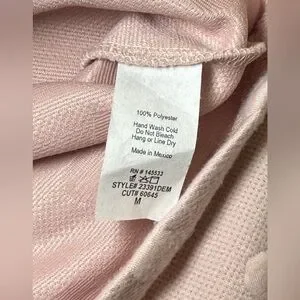 100% Polyester
Hand Wash Cold
Do Not Bleach
Hang or Line Dry
Made in Mexico
RN # 145533
STYLE# 23391DEM
CUT# 60645
M